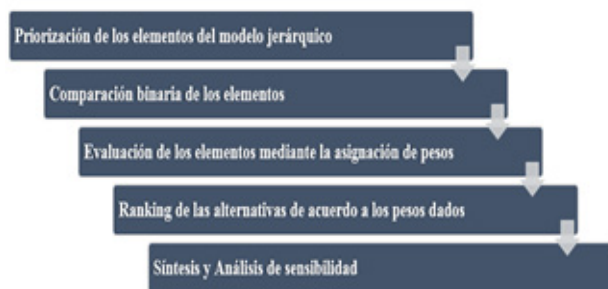 Priorización de los elementos del modelo jerárquico
Comparación binaria de los elementos
Evaluación de los elementos mediante la asignación de pesos
Ranking de las alternativas de acuerdo a los pesos dados
Síntesis y Análisis de sensibilidad